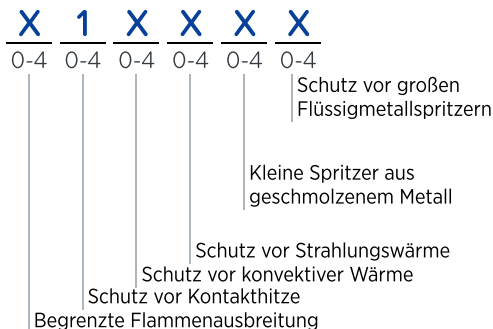 X 1 X X X X
0-4 0-4 0-4 0-4 0-4 0-4
Schutz vor großen
Flüssigmetallspritzern
Kleine Spritzer aus
geschmolzenem Metall
Schutz vor Strahlungswärme
Schutz vor konvektiver Wärme
Schutz vor Kontakthitze
Begrenzte Flammenausbreitung